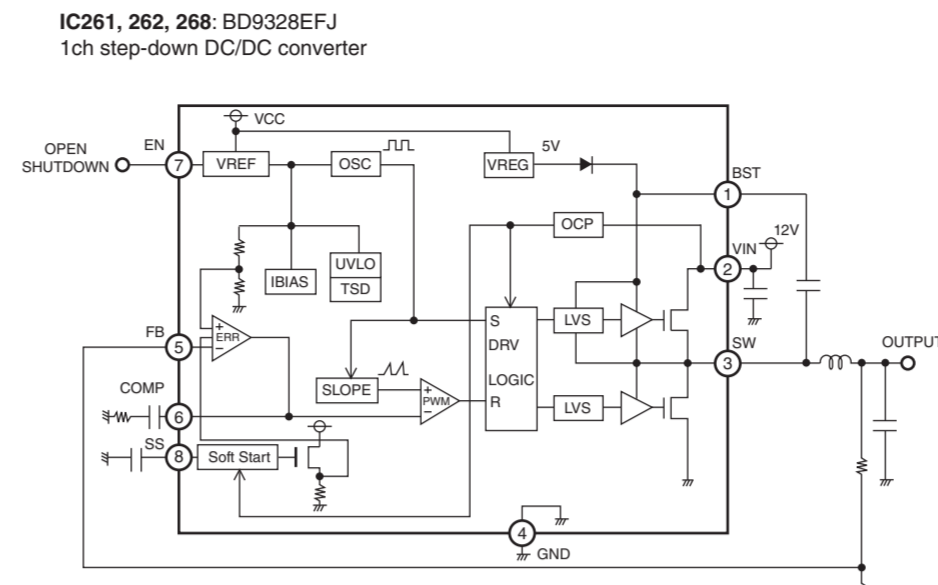 IC261, 262, 268: BD9328EFJ
1ch step-down DC/DC converter
VCC
OPEN
SHUTDOWN
EN
7
VREF
OSC
VREG
5V
BST
1
OCP
VIN
12V
2
IBIAS
UVLO
TSD
LVS
S
DRV
LOGIC
R
SW
3
OUTPUT
FB
5
+
ERR
−
SLOPE
+
PWM
−
LVS
COMP
6
SS
8
Soft Start
4
GND